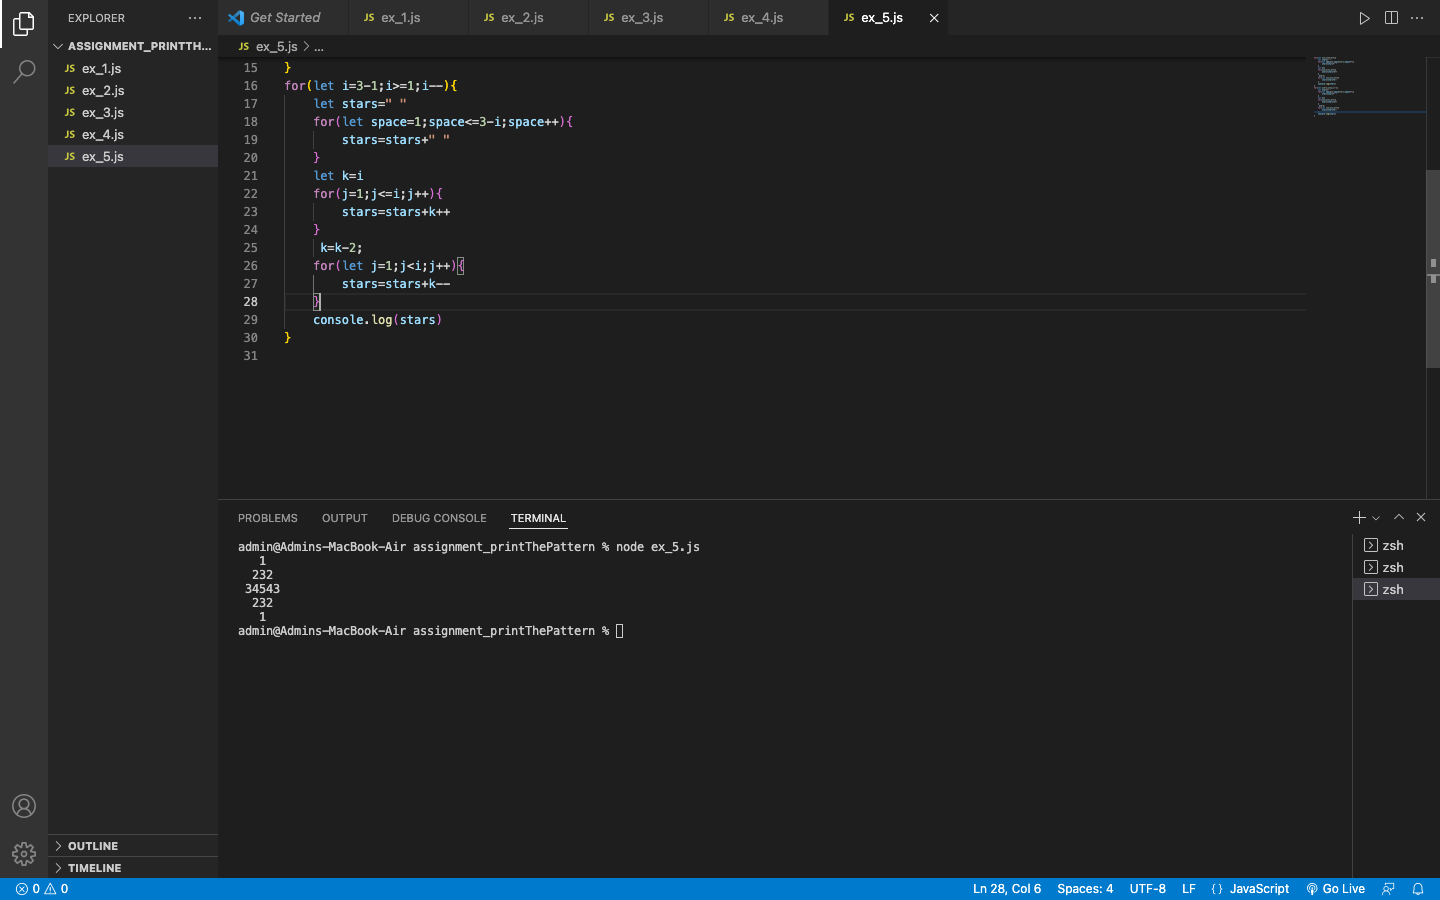 EXPLORER ···
Get Started
JS ex_1.js
JS ex_2.js
JS ex_3.js
JS ex_4.js
JS ex_5.js
ASSIGNMENT_PRINTTH...
JS ex_1.js
JS ex_2.js
JS ex_3.js
JS ex_4.js
JS ex_5.js
JS ex_5.js > ...
15 }
16 for(let i=3-1;i>=1;i--){
17     let stars=" "
18     for(let space=1;space<=3-i;space++){
19         stars=stars+" "
20     }
21     let k=i
22     for(j=1;j<=i;j++){
23         stars=stars+k++
24     }
25      k=k-2;
26     for(let j=1;j<i;j++){
27         stars=stars+k--
28     }
29     console.log(stars)
30 }
31
PROBLEMS OUTPUT DEBUG CONSOLE TERMINAL
admin@Admins-MacBook-Air assignment_printThePattern % node ex_5.js
   1
  232
 34543
  232
   1
admin@Admins-MacBook-Air assignment_printThePattern %
zsh
zsh
zsh
OUTLINE
TIMELINE
0 0 Ln 28, Col 6 Spaces: 4 UTF-8 LF {} JavaScript Go Live